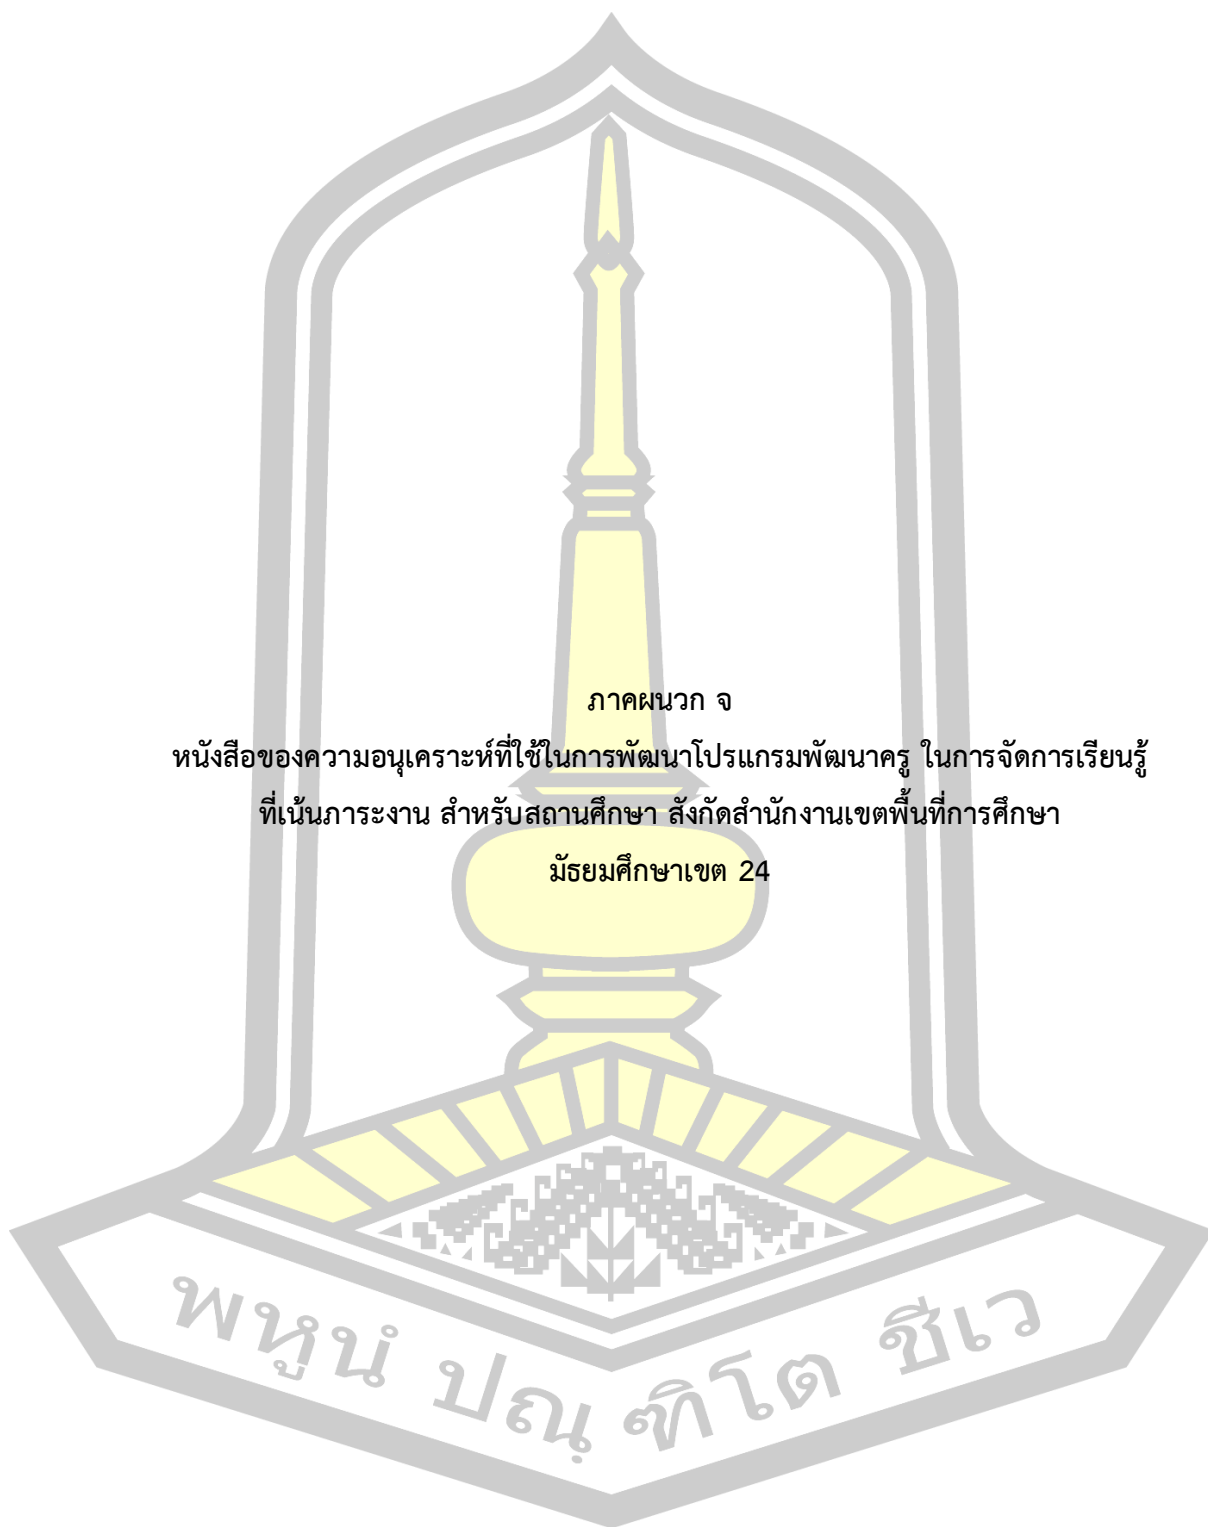 ภาคผนวก จ
หนังสือของความอนุเคราะห์ที่ใช้ในการพัฒนาโปรแกรมพัฒนาครู ในการจัดการเรียนรู้
ที่เน้นภาระงาน สำหรับสถานศึกษา สังกัดสำนักงานเขตพื้นที่การศึกษา
มัธยมศึกษาเขต 24
พหูนํ ปณฺฑิโต ชีเว